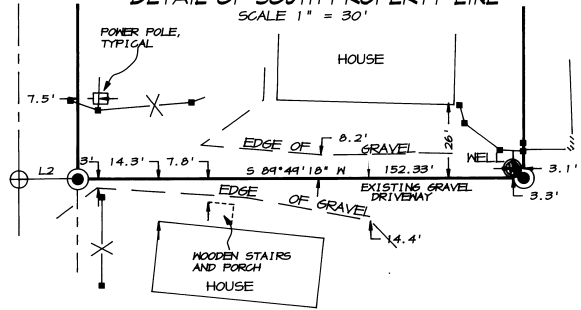 DETAIL OF SOUTH PROPERTY LINE
SCALE 1" = 30'
POWER POLE,
TYPICAL
HOUSE
7.5'
EDGE OF GRAVEL
8.2'
26'
WELL
L2
3'
14.3'
7.8'
S 89°49'18" W
152.33'
3.1'
EXISTING GRAVEL
DRIVEWAY
3.3'
EDGE OF GRAVEL
14.4'
WOODEN STAIRS
AND PORCH
HOUSE